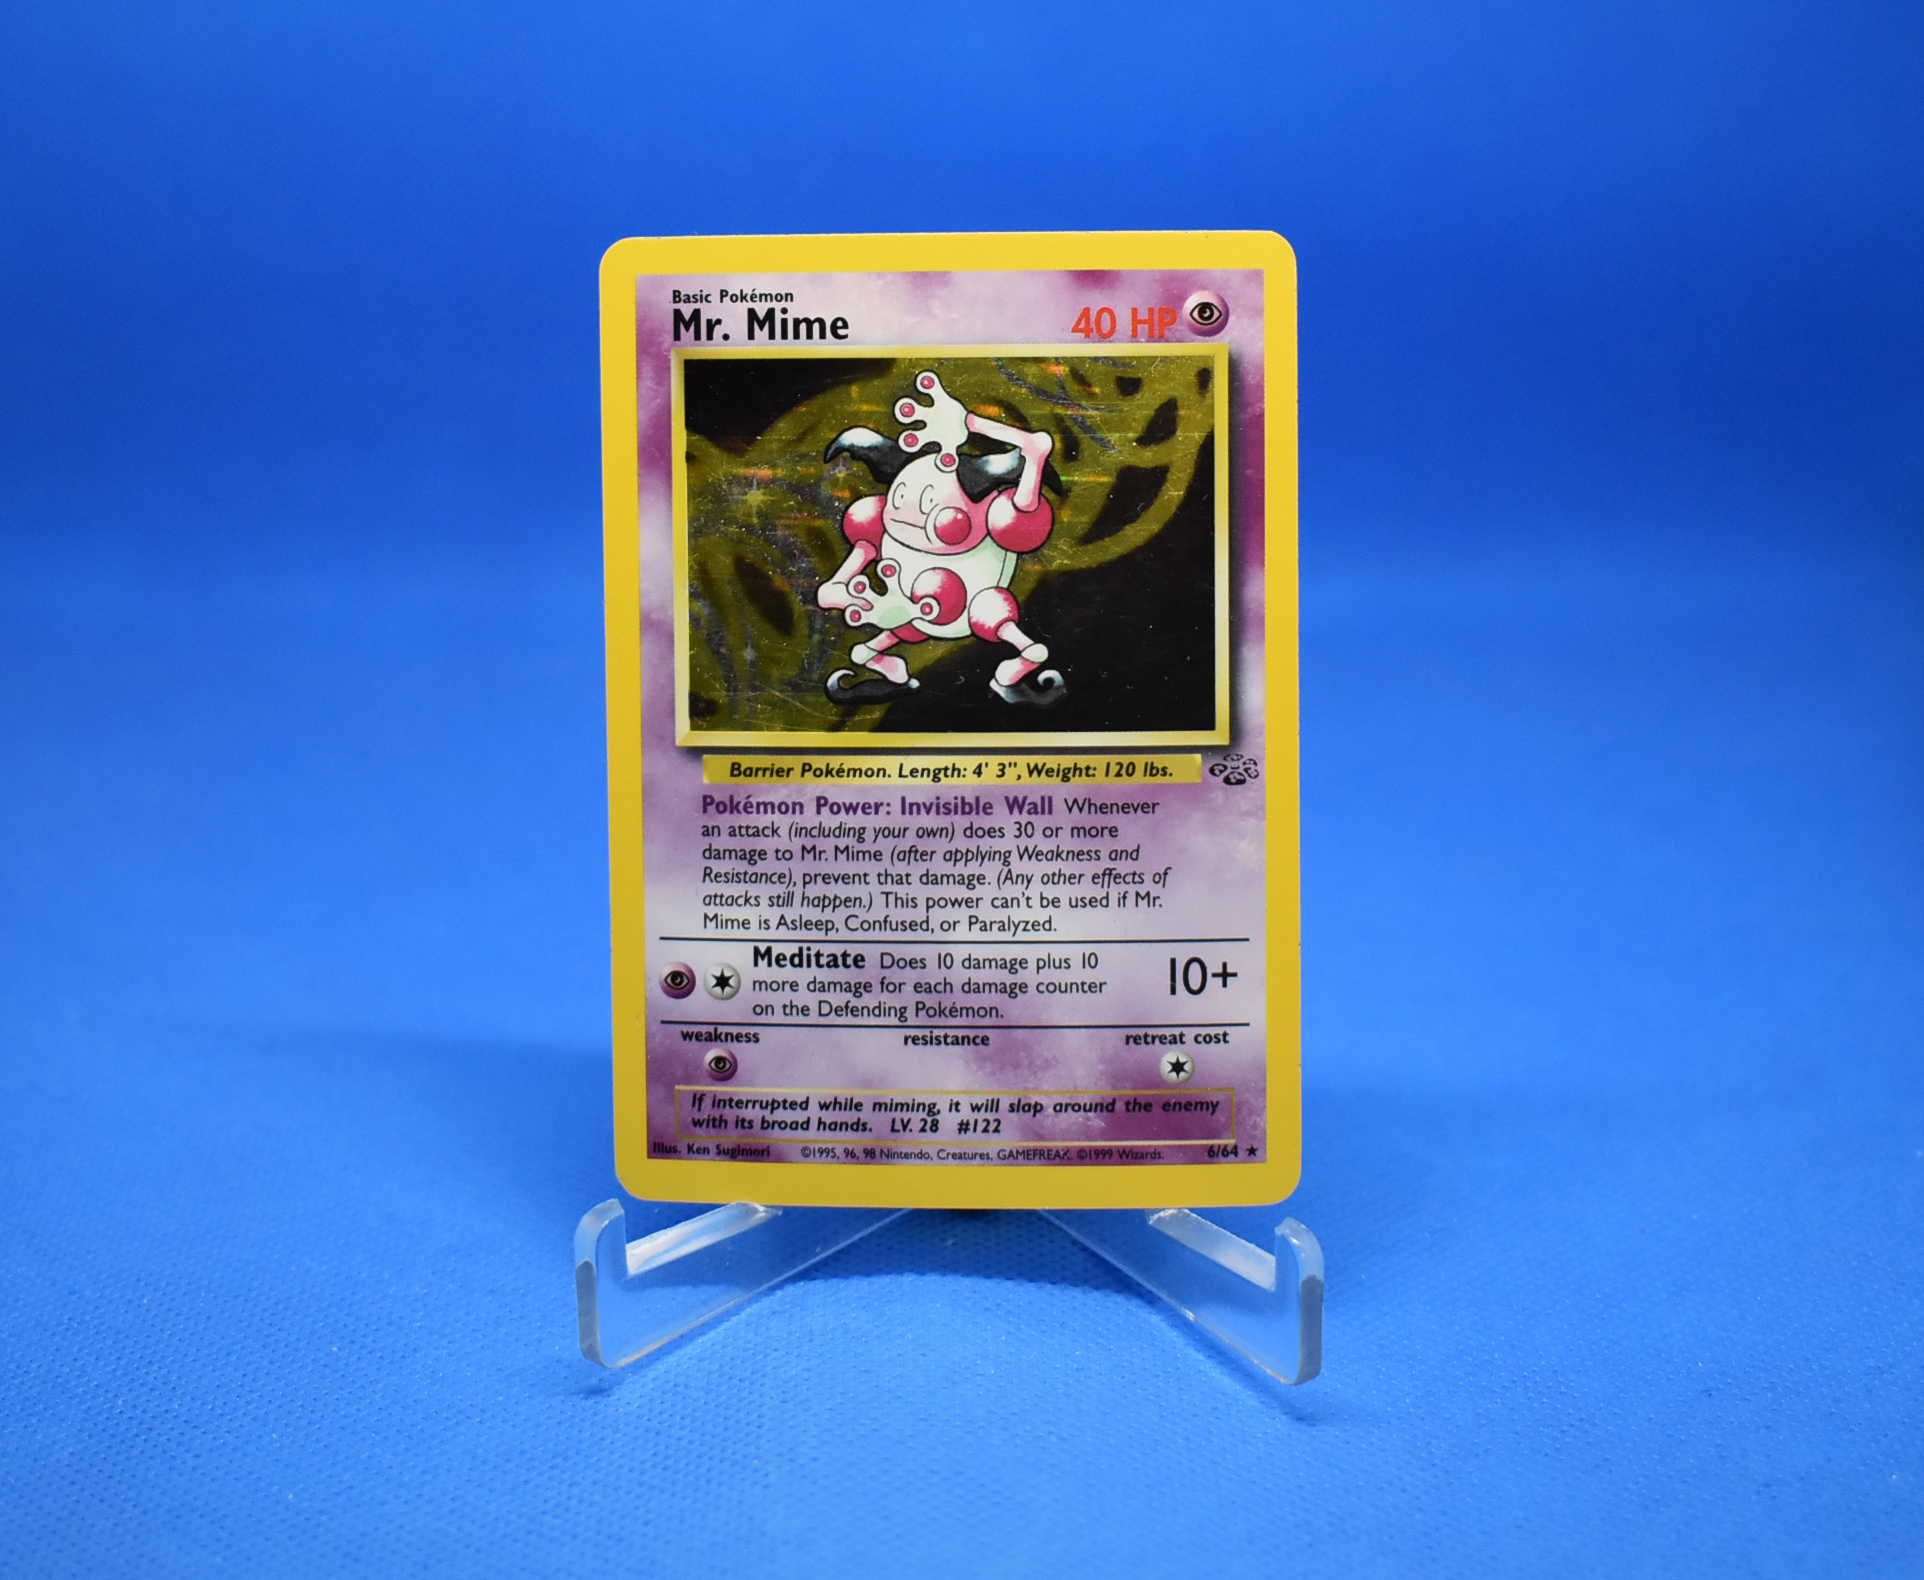 Basic Pokémon
Mr. Mime 40 HP
Barrier Pokémon. Length: 4' 3", Weight: 120 lbs.
Pokémon Power: Invisible Wall Whenever
an attack (including your own) does 30 or more
damage to Mr. Mime (after applying Weakness and
Resistance), prevent that damage. (Any other effects of
attacks still happen.) This power can't be used if Mr.
Mime is Asleep, Confused, or Paralyzed.
Meditate Does 10 damage plus 10
more damage for each damage counter
on the Defending Pokémon.
10+
weakness resistance retreat cost
If interrupted while miming, it will slap around the enemy
with its broad hands. LV. 28 #122
Illus. Ken Sugimori ©1995, 96, 98 Nintendo, Creatures, GAMEFREAK. ©1999 Wizards. 6/64 ★